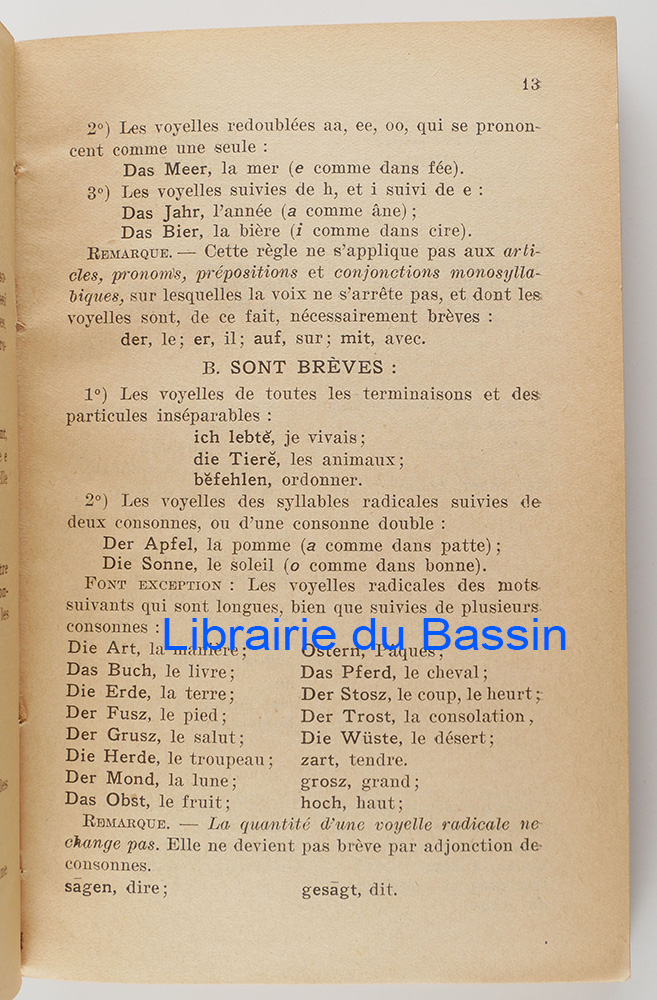 13
2°) Les voyelles redoublées aa, ee, oo, qui se pronon-
cent comme une seule :
Das Meer, la mer (e comme dans fée).
3°) Les voyelles suivies de h, et i suivi de e :
Das Jahr, l'année (a comme âne) ;
Das Bier, la bière (i comme dans cire).
REMARQUE. — Cette règle ne s'applique pas aux arti-
cles, pronoms, prépositions et conjonctions monosylla-
biques, sur lesquelles la voix ne s'arrête pas, et dont les
voyelles sont, de ce fait, nécessairement brèves :
der, le ; er, il ; auf, sur ; mit, avec.
B. SONT BRÈVES :
1°) Les voyelles de toutes les terminaisons et des
particules inséparables :
ich lebtĕ, je vivais ;
die Tierĕ, les animaux ;
bĕfehlen, ordonner.
2°) Les voyelles des syllables radicales suivies de
deux consonnes, ou d'une consonne double :
Der Apfel, la pomme (a comme dans patte) ;
Die Sonne, le soleil (o comme dans bonne).
FONT EXCEPTION : Les voyelles radicales des mots
suivants qui sont longues, bien que suivies de plusieurs
consonnes :
Librairie du Bassin
Die Art, la manière ; Ostern, Pâques ;
Das Buch, le livre ; Das Pferd, le cheval ;
Die Erde, la terre ; Der Stosz, le coup, le heurt ;
Der Fusz, le pied ; Der Trost, la consolation,
Der Grusz, le salut ; Die Wüste, le désert ;
Die Herde, le troupeau ; zart, tendre.
Der Mond, la lune ; grosz, grand ;
Das Obst, le fruit ; hoch, haut ;
REMARQUE. — La quantité d'une voyelle radicale ne
change pas. Elle ne devient pas brève par adjonction de
consonnes.
sāgen, dire ; gesāgt, dit.